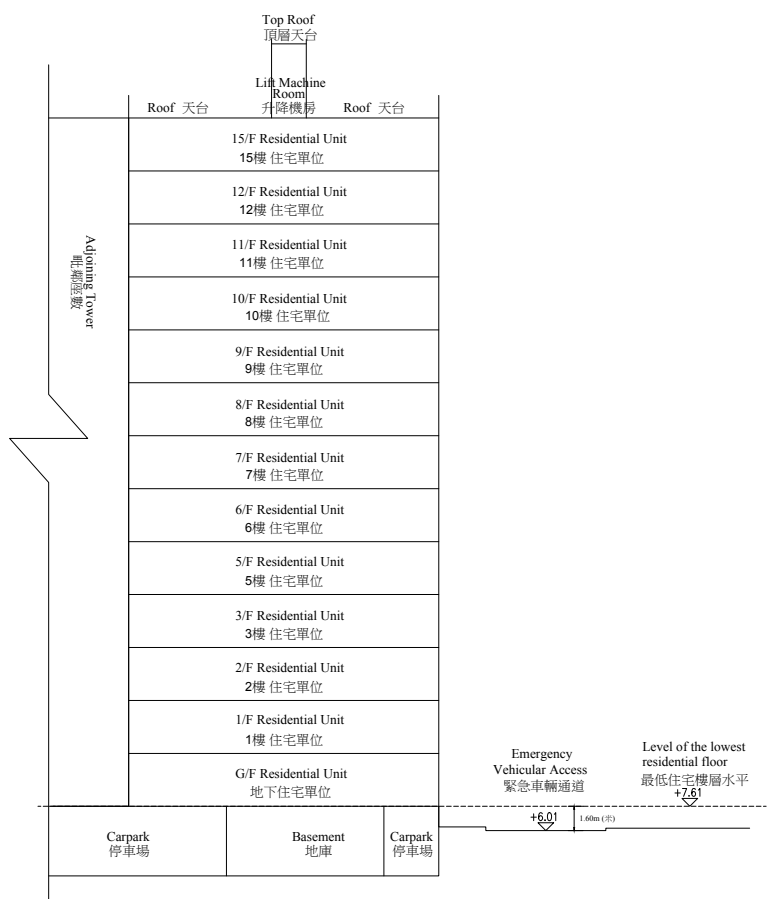 Top Roof
頂層天台
Lift Machine
Room
升降機房
Roof 天台
Roof 天台
15/F Residential Unit
15樓 住宅單位
12/F Residential Unit
12樓 住宅單位
11/F Residential Unit
11樓 住宅單位
10/F Residential Unit
10樓 住宅單位
9/F Residential Unit
9樓 住宅單位
8/F Residential Unit
8樓 住宅單位
7/F Residential Unit
7樓 住宅單位
6/F Residential Unit
6樓 住宅單位
5/F Residential Unit
5樓 住宅單位
3/F Residential Unit
3樓 住宅單位
2/F Residential Unit
2樓 住宅單位
1/F Residential Unit
1樓 住宅單位
G/F Residential Unit
地下住宅單位
Adjoining Tower
毗鄰座數
Emergency
Vehicular Access
緊急車輛通道
+6.01
1.60m (米)
Level of the lowest
residential floor
最低住宅樓層水平
+7.61
Carpark
停車場
Basement
地庫
Carpark
停車場